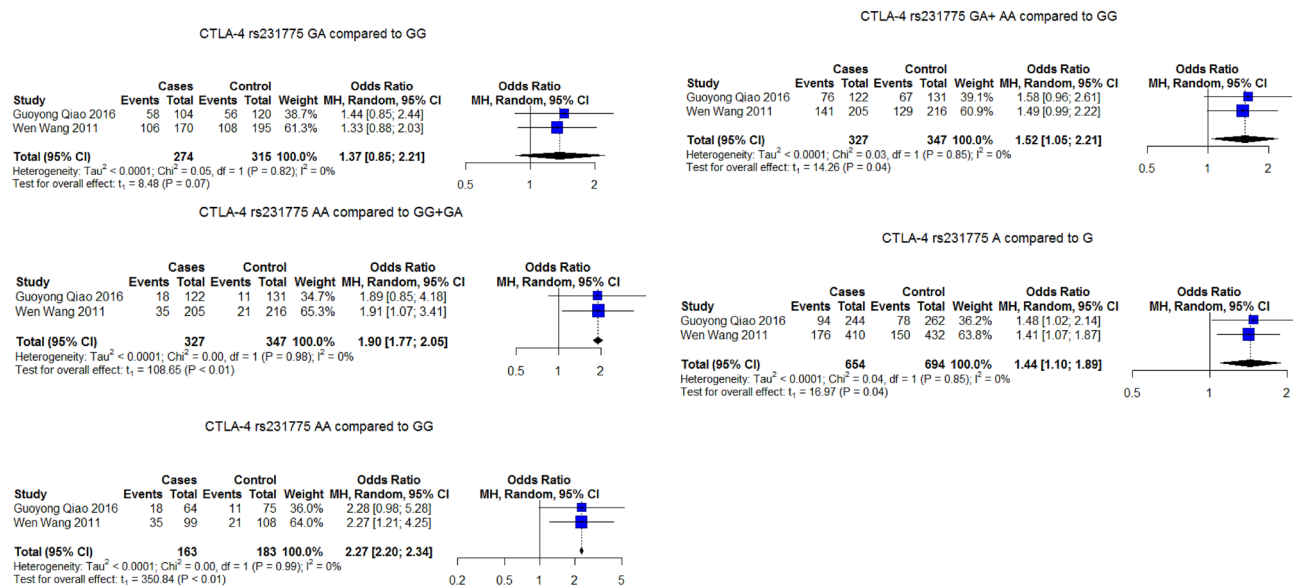 CTLA-4 rs231775 GA compared to GG
Cases Control Odds Ratio Odds Ratio
Study Events Total Events Total Weight MH, Random, 95% CI MH, Random, 95% CI
Guoyong Qiao 2016 58 104 56 120 38.7% 1.44 [0.85; 2.44]
Wen Wang 2011 106 170 108 195 61.3% 1.33 [0.88; 2.03]
Total (95% CI) 274 315 100.0% 1.37 [0.85; 2.21]
Heterogeneity: Tau² < 0.0001; Chi² = 0.05, df = 1 (P = 0.82); I² = 0%
Test for overall effect: t₁ = 8.48 (P = 0.07)
0.5 1 2
CTLA-4 rs231775 AA compared to GG+GA
Cases Control Odds Ratio Odds Ratio
Study Events Total Events Total Weight MH, Random, 95% CI MH, Random, 95% CI
Guoyong Qiao 2016 18 122 11 131 34.7% 1.89 [0.85; 4.18]
Wen Wang 2011 35 205 21 216 65.3% 1.91 [1.07; 3.41]
Total (95% CI) 327 347 100.0% 1.90 [1.77; 2.05]
Heterogeneity: Tau² < 0.0001; Chi² = 0.00, df = 1 (P = 0.98); I² = 0%
Test for overall effect: t₁ = 108.65 (P < 0.01)
0.5 1 2
CTLA-4 rs231775 AA compared to GG
Cases Control Odds Ratio Odds Ratio
Study Events Total Events Total Weight MH, Random, 95% CI MH, Random, 95% CI
Guoyong Qiao 2016 18 64 11 75 36.0% 2.28 [0.98; 5.28]
Wen Wang 2011 35 99 21 108 64.0% 2.27 [1.21; 4.25]
Total (95% CI) 163 183 100.0% 2.27 [2.20; 2.34]
Heterogeneity: Tau² < 0.0001; Chi² = 0.00, df = 1 (P = 0.99); I² = 0%
Test for overall effect: t₁ = 350.84 (P < 0.01)
0.2 0.5 1 2 5
CTLA-4 rs231775 GA+ AA compared to GG
Cases Control Odds Ratio Odds Ratio
Study Events Total Events Total Weight MH, Random, 95% CI MH, Random, 95% CI
Guoyong Qiao 2016 76 122 67 131 39.1% 1.58 [0.96; 2.61]
Wen Wang 2011 141 205 129 216 60.9% 1.49 [0.99; 2.22]
Total (95% CI) 327 347 100.0% 1.52 [1.05; 2.21]
Heterogeneity: Tau² < 0.0001; Chi² = 0.03, df = 1 (P = 0.85); I² = 0%
Test for overall effect: t₁ = 14.26 (P = 0.04)
0.5 1 2
CTLA-4 rs231775 A compared to G
Cases Control Odds Ratio Odds Ratio
Study Events Total Events Total Weight MH, Random, 95% CI MH, Random, 95% CI
Guoyong Qiao 2016 94 244 78 262 36.2% 1.48 [1.02; 2.14]
Wen Wang 2011 176 410 150 432 63.8% 1.41 [1.07; 1.87]
Total (95% CI) 654 694 100.0% 1.44 [1.10; 1.89]
Heterogeneity: Tau² < 0.0001; Chi² = 0.04, df = 1 (P = 0.85); I² = 0%
Test for overall effect: t₁ = 16.97 (P = 0.04)
0.5 1 2